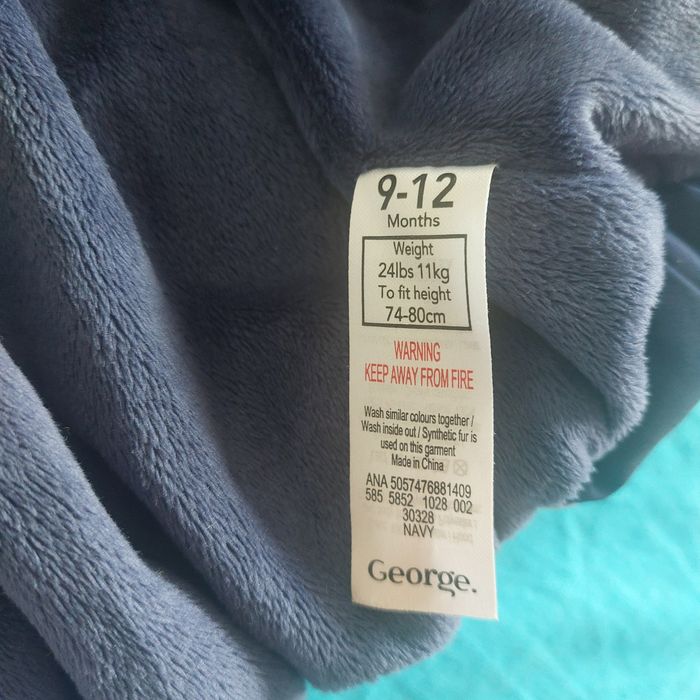 9-12
Months
Weight
24lbs 11kg
To fit height
74-80cm
WARNING
KEEP AWAY FROM FIRE
Wash similar colours together /
Wash inside out / Synthetic fur is
used on this garment
Made in China
ANA 5057476881409
585 5852 1028 002
30328
NAVY
George.